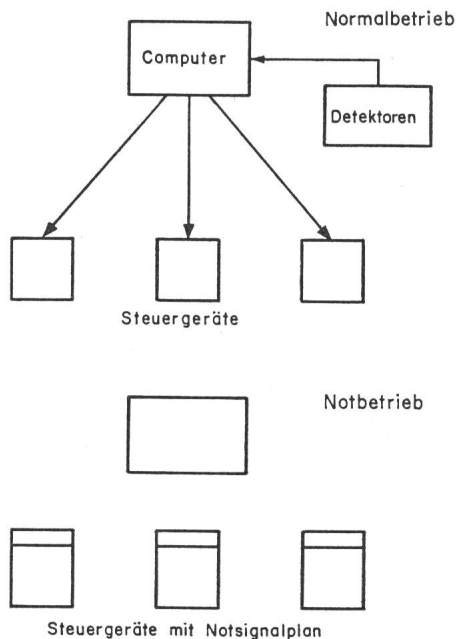 Normalbetrieb
Computer
Detektoren
Steuergeräte
Notbetrieb
Steuergeräte mit Notsignalplan